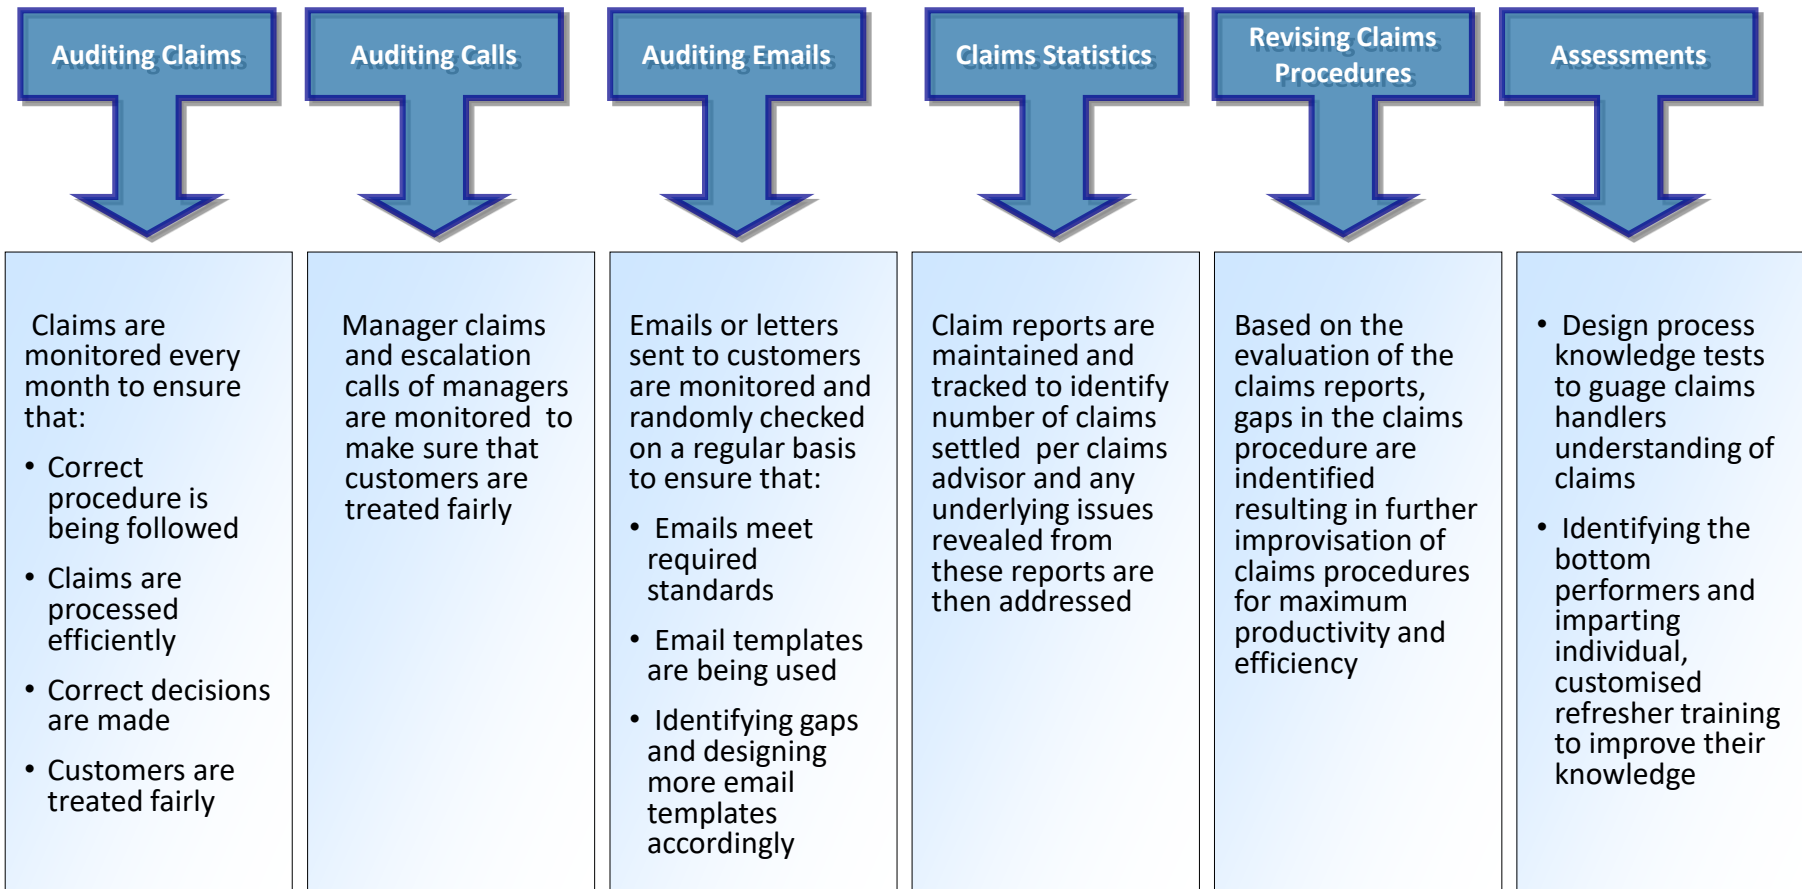 Auditing Claims
Auditing Calls
Auditing Emails
Claims Statistics
Revising Claims
Procedures
Assessments
Claims are
monitored every
month to ensure
that:
• Correct
procedure is
being followed
• Claims are
processed
efficiently
• Correct decisions
are made
• Customers are
treated fairly
Manager claims
and escalation
calls of managers
are monitored to
make sure that
customers are
treated fairly
Emails or letters
sent to customers
are monitored and
randomly checked
on a regular basis
to ensure that:
• Emails meet
required
standards
• Email templates
are being used
• Identifying gaps
and designing
more email
templates
accordingly
Claim reports are
maintained and
tracked to identify
number of claims
settled per claims
advisor and any
underlying issues
revealed from
these reports are
then addressed
Based on the
evaluation of the
claims reports,
gaps in the claims
procedure are
indentified
resulting in further
improvisation of
claims procedures
for maximum
productivity and
efficiency
• Design process
knowledge tests
to guage claims
handlers
understanding of
claims
• Identifying the
bottom
performers and
imparting
individual,
customised
refresher training
to improve their
knowledge